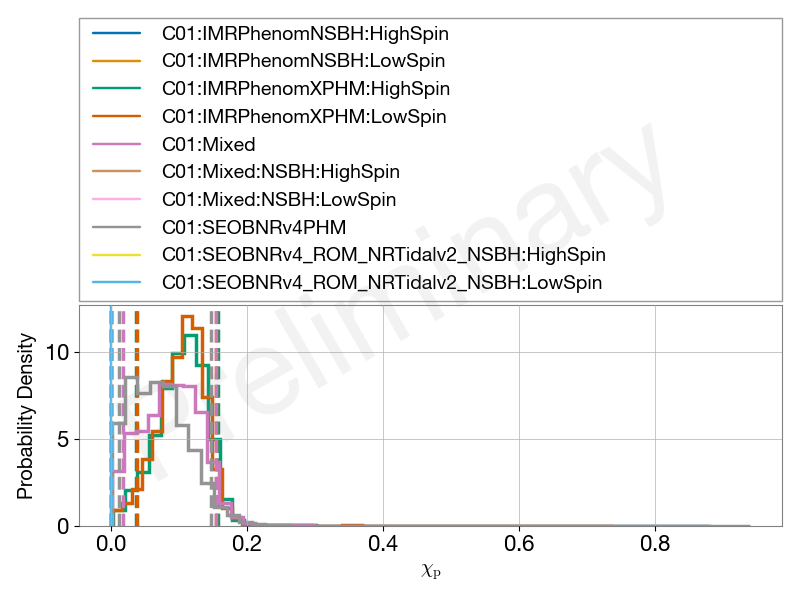 C01:IMRPhenomNSBH:HighSpin
C01:IMRPhenomNSBH:LowSpin
C01:IMRPhenomXPHM:HighSpin
C01:IMRPhenomXPHM:LowSpin
C01:Mixed
C01:Mixed:NSBH:HighSpin
C01:Mixed:NSBH:LowSpin
C01:SEOBNRv4PHM
C01:SEOBNRv4_ROM_NRTidalv2_NSBH:HighSpin
C01:SEOBNRv4_ROM_NRTidalv2_NSBH:LowSpin
Preliminary
Probability Density
10
5
0
0.0 0.2 0.4 0.6 0.8
χp